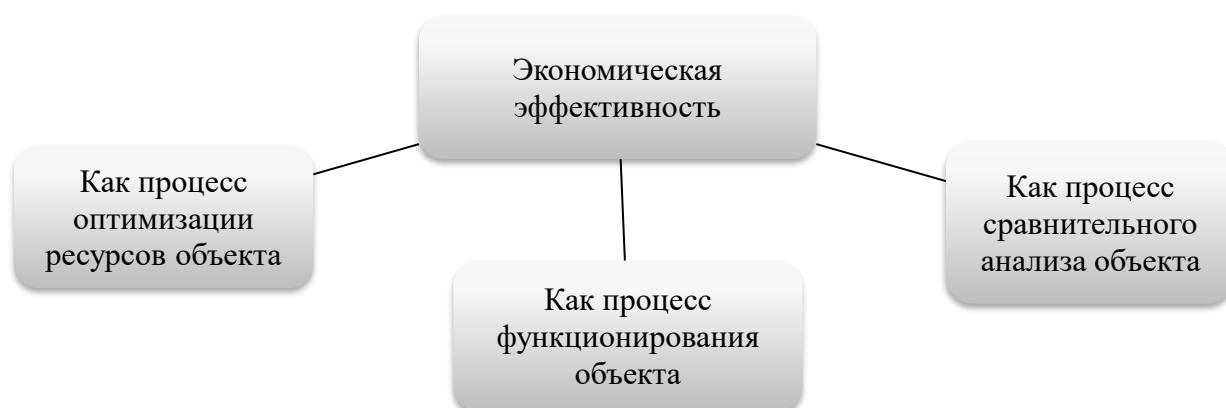 Экономическая
эффективность
Как процесс
оптимизации
ресурсов объекта
Как процесс
функционирования
объекта
Как процесс
сравнительного
анализа объекта